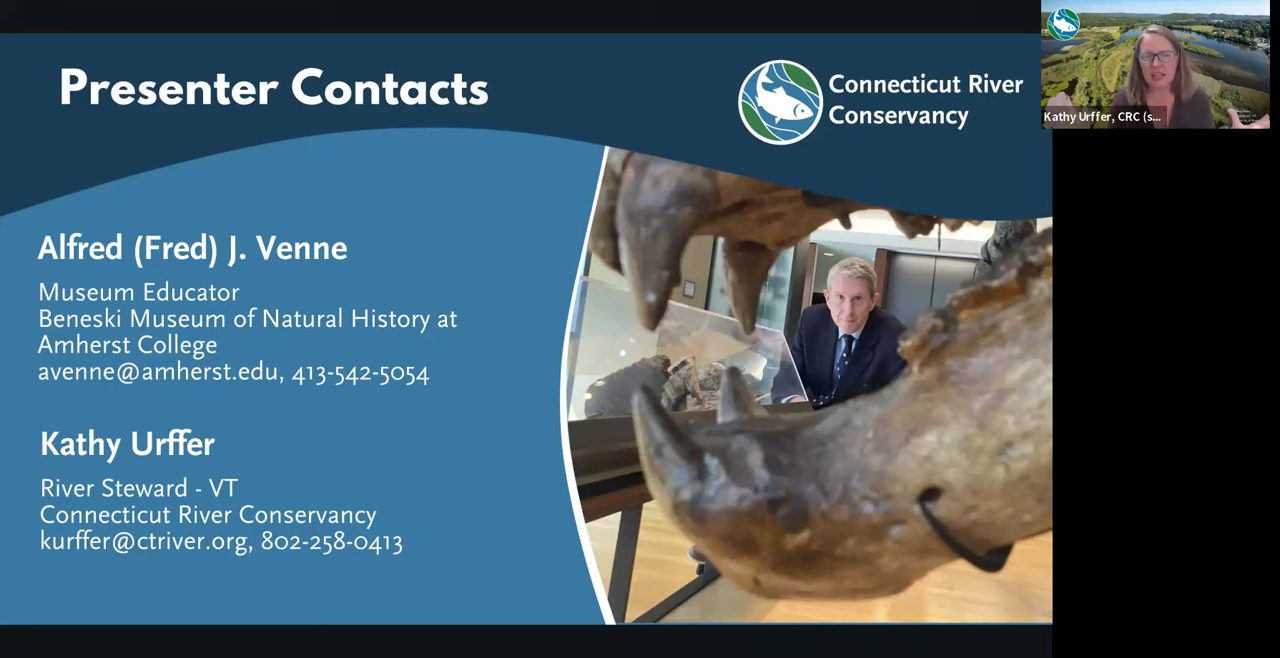 Presenter Contacts
Connecticut River
Conservancy
Kathy Urffer, CRC (s...
Alfred (Fred) J. Venne
Museum Educator
Beneski Museum of Natural History at
Amherst College
avenne@amherst.edu, 413-542-5054
Kathy Urffer
River Steward - VT
Connecticut River Conservancy
kurffer@ctriver.org, 802-258-0413